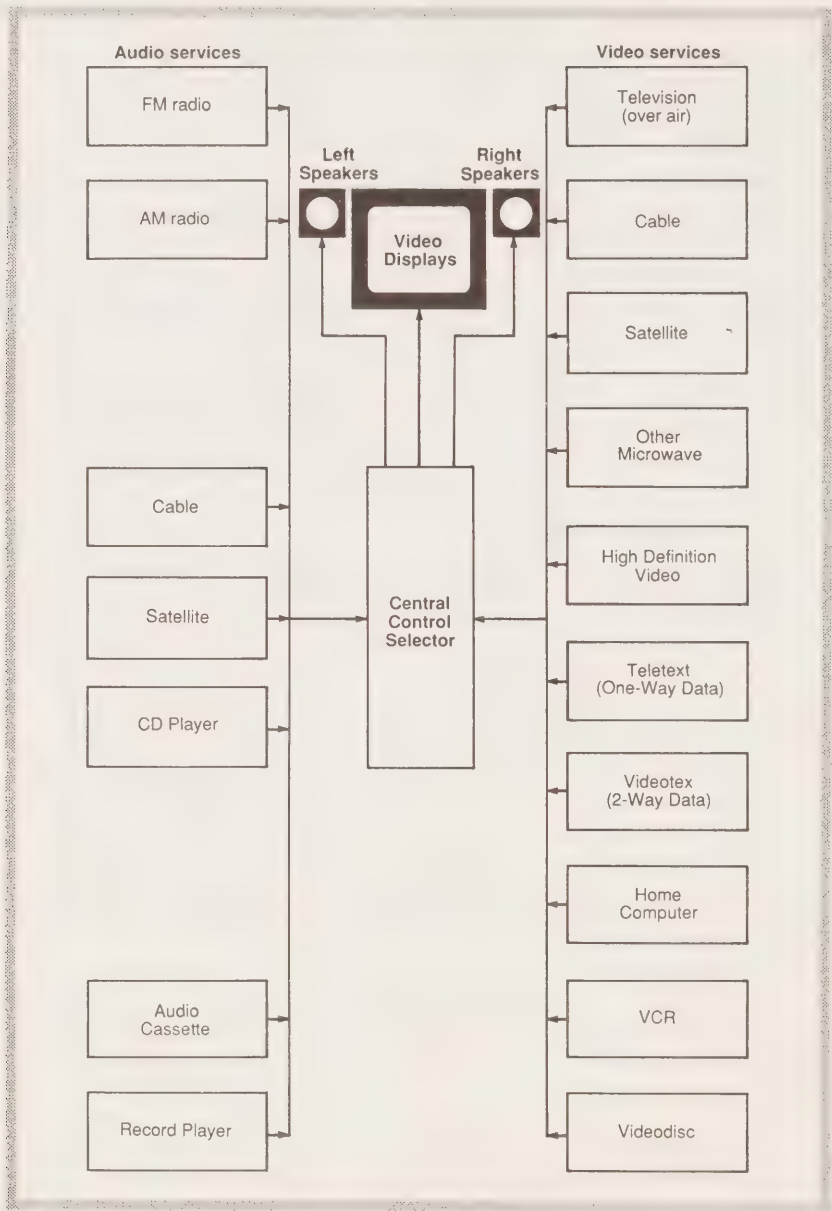 Audio services
FM radio
AM radio
Cable
Satellite
CD Player
Audio
Cassette
Record Player
Left
Speakers
Right
Speakers
Video
Displays
Central
Control
Selector
Video services
Television
(over air)
Cable
Satellite
Other
Microwave
High Definition
Video
Teletext
(One-Way Data)
Videotex
(2-Way Data)
Home
Computer
VCR
Videodisc